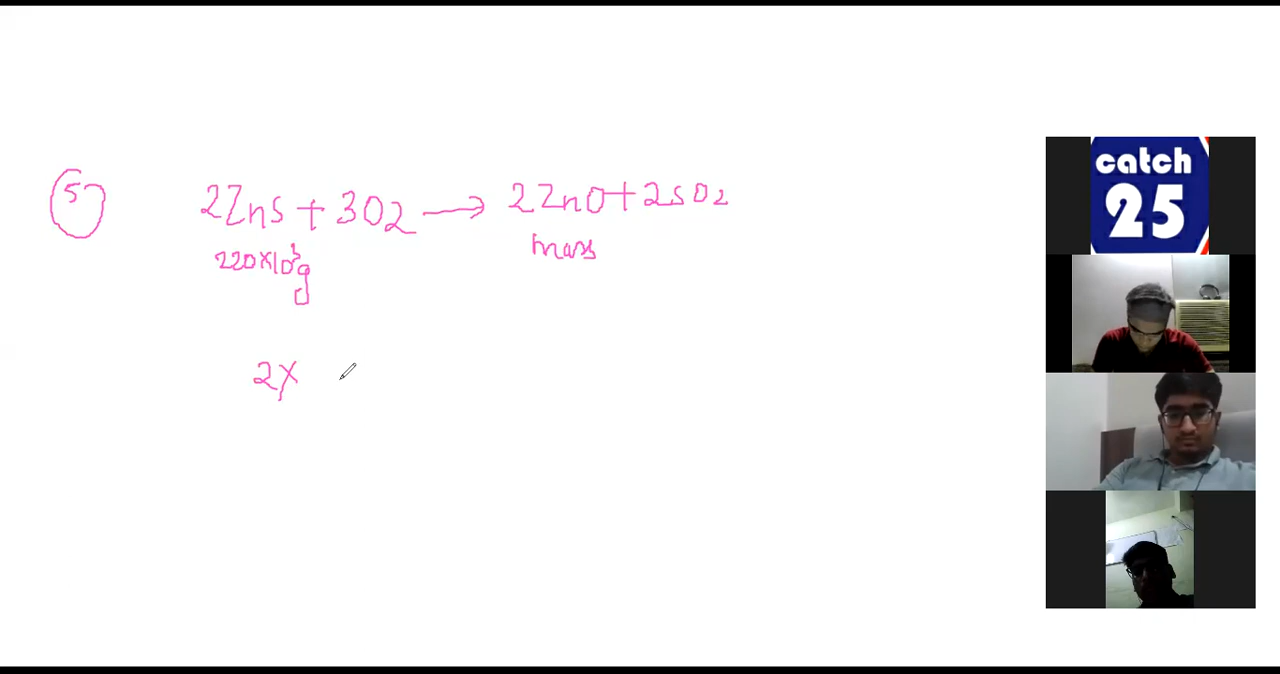 5 2ZnS + 3O2 → 2ZnO + 2SO2
220×10³g mass
2×
catch
25